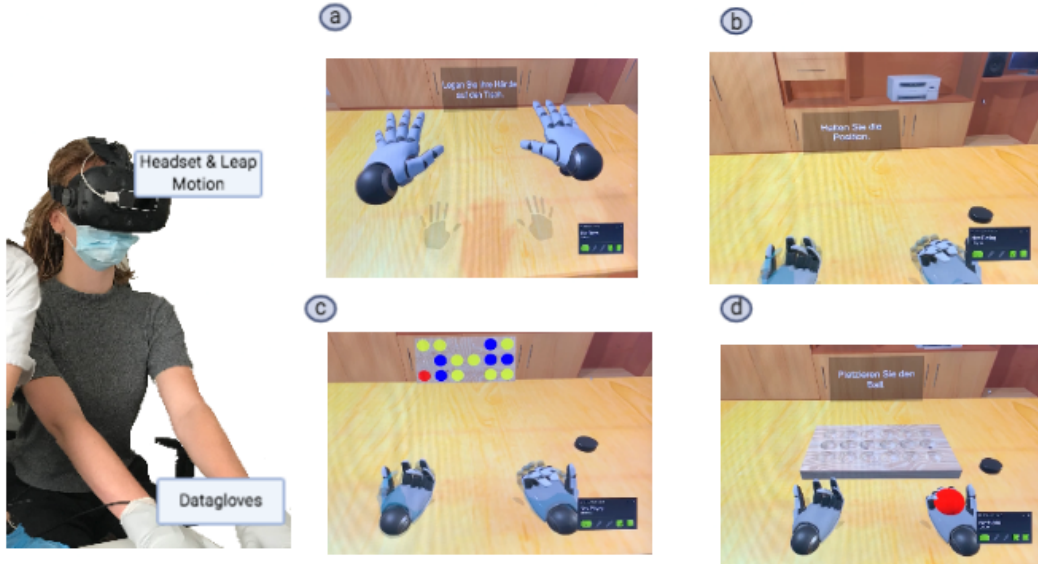 a
b
Legen Sie Ihre Hände
auf den Tisch.
Halten Sie die
Position.
Headset & Leap
Motion
c
d
Platzieren Sie den
Ball
Datagloves